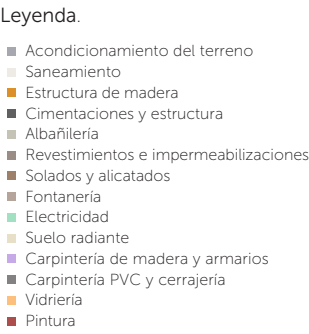 Leyenda.
Acondicionamiento del terreno
Saneamiento
Estructura de madera
Cimentaciones y estructura
Albañilería
Revestimientos e impermeabilizaciones
Solados y alicatados
Fontanería
Electricidad
Suelo radiante
Carpintería de madera y armarios
Carpintería PVC y cerrajería
Vidriería
Pintura